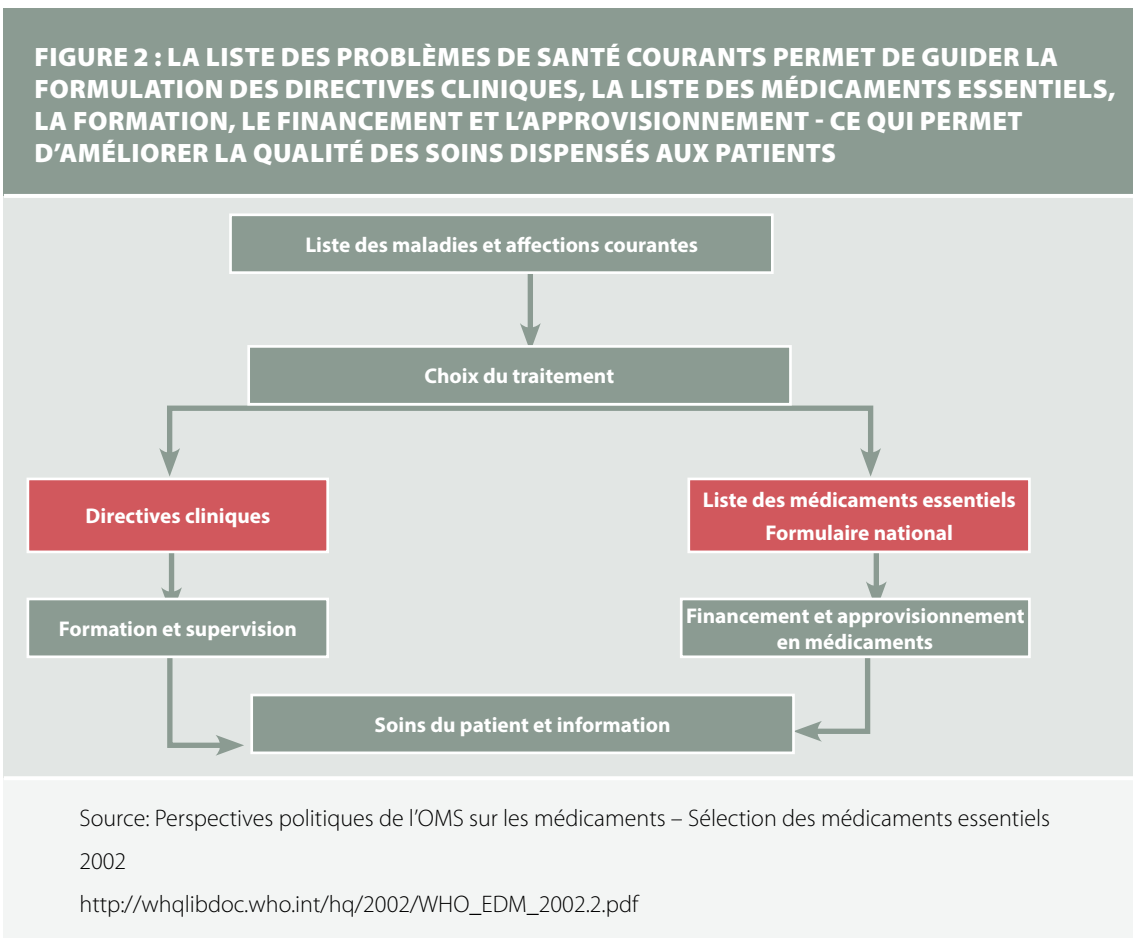 FIGURE 2 : LA LISTE DES PROBLÈMES DE SANTÉ COURANTS PERMET DE GUIDER LA
FORMULATION DES DIRECTIVES CLINIQUES, LA LISTE DES MÉDICAMENTS ESSENTIELS,
LA FORMATION, LE FINANCEMENT ET L'APPROVISIONNEMENT - CE QUI PERMET
D'AMÉLIORER LA QUALITÉ DES SOINS DISPENSÉS AUX PATIENTS
Liste des maladies et affections courantes
Choix du traitement
Directives cliniques
Liste des médicaments essentiels
Formulaire national
Formation et supervision
Financement et approvisionnement
en médicaments
Soins du patient et information
Source: Perspectives politiques de l'OMS sur les médicaments – Sélection des médicaments essentiels
2002
http://whqlibdoc.who.int/hq/2002/WHO_EDM_2002.2.pdf